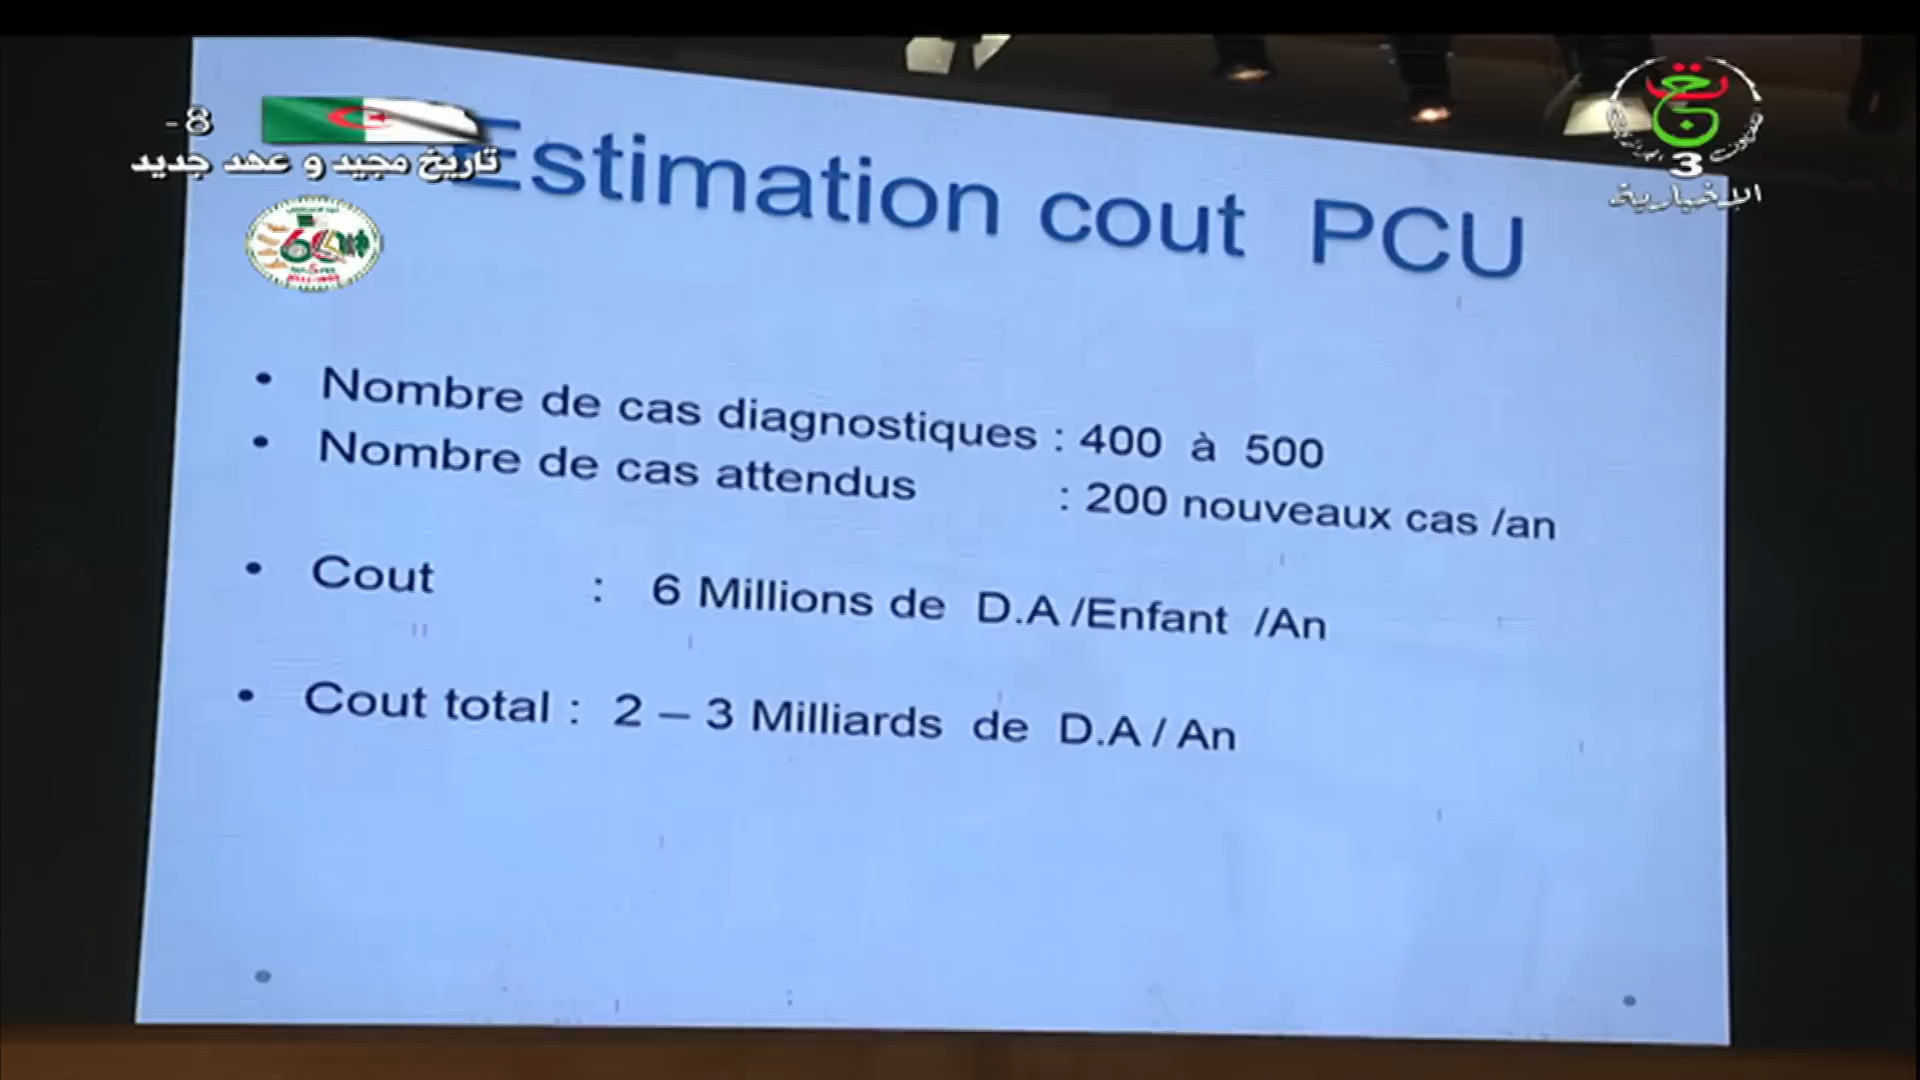 -8
تاريخ مجيد و عهد جديد
60
3
الإخبارية
Estimation cout PCU
• Nombre de cas diagnostiques : 400 à 500
• Nombre de cas attendus : 200 nouveaux cas /an
• Cout : 6 Millions de D.A /Enfant /An
• Cout total : 2 – 3 Milliards de D.A / An